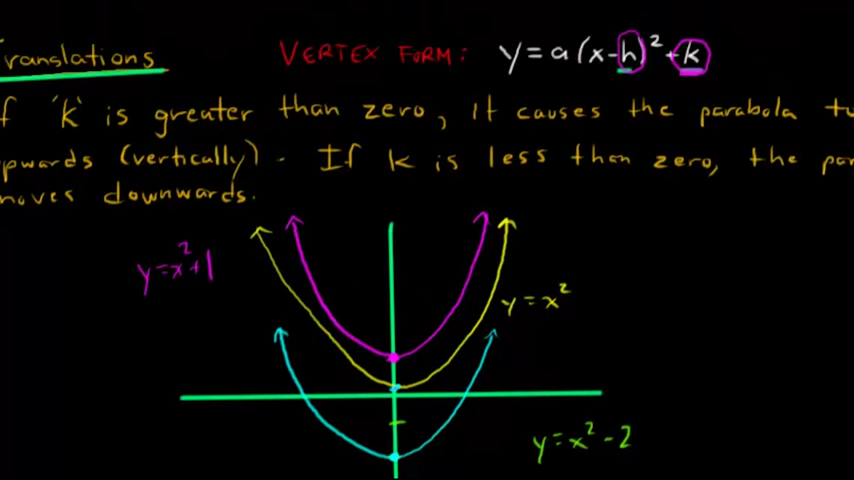 Translations
VERTEX FORM: y = a(x-h)² + k
If 'k' is greater than zero, it causes the parabola to
upwards (vertically). If k is less than zero, the
moves downwards.
y=x²+1
y=x²
y=x²-2